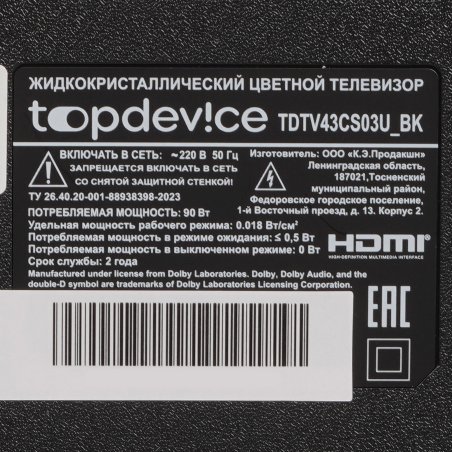 ЖИДКОКРИСТАЛЛИЧЕСКИЙ ЦВЕТНОЙ ТЕЛЕВИЗОР
topdev!ce TDTV43CS03U_BK
ВКЛЮЧАТЬ В СЕТЬ: ~220 В 50 Гц
ЗАПРЕЩАЕТСЯ ВКЛЮЧАТЬ В СЕТЬ
СО СНЯТОЙ ЗАЩИТНОЙ СТЕНКОЙ!
ТУ 26.40.20-001-88938398-2023
Изготовитель: ООО «К.Э.Продакшн»
Ленинградская область,
187021,Тосненский
муниципальный район,
Федоровское городское поселение,
1-й Восточный проезд, д. 13. Корпус 2.
ПОТРЕБЛЯЕМАЯ МОЩНОСТЬ: 90 Вт
Удельная мощность рабочего режима: 0.018 Вт/см²
Потребляемая мощность в режиме ожидания: ≤ 0,5 Вт
Потребляемая мощность в выключенном режиме: 0 Вт
Срок службы: 2 года
HDMI
HIGH-DEFINITION MULTIMEDIA INTERFACE
Manufactured under license from Dolby Laboratories. Dolby, Dolby Audio, and the
double-D symbol are trademarks of Dolby Laboratories Licensing Corporation.
EAC